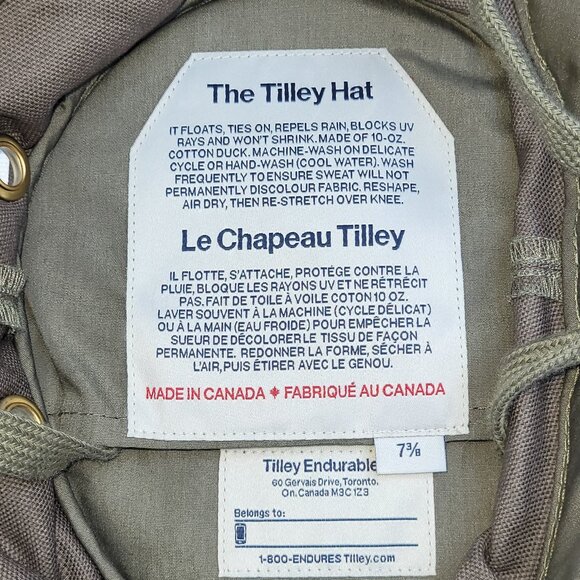 The Tilley Hat
IT FLOATS, TIES ON, REPELS RAIN, BLOCKS UV
RAYS AND WON'T SHRINK. MADE OF 10-OZ.
COTTON DUCK. MACHINE-WASH ON DELICATE
CYCLE OR HAND-WASH (COOL WATER). WASH
FREQUENTLY TO ENSURE SWEAT WILL NOT
PERMANENTLY DISCOLOUR FABRIC. RESHAPE,
AIR DRY, THEN RE-STRETCH OVER KNEE.
Le Chapeau Tilley
IL FLOTTE, S'ATTACHE, PROTÉGE CONTRE LA
PLUIE, BLOQUE LES RAYONS UV ET NE RÉTRÉCIT
PAS. FAIT DE TOILE À VOILE COTON 10 OZ.
LAVER SOUVENT À LA MACHINE (CYCLE DÉLICAT)
OU À LA MAIN (EAU FROIDE) POUR EMPÊCHER LA
SUEUR DE DÉCOLORER LE TISSU DE FAÇON
PERMANENTE. REDONNER LA FORME, SÉCHER À
L'AIR, PUIS ÉTIRER AVEC LE GENOU.
MADE IN CANADA ♦ FABRIQUÉ AU CANADA
7⅜
Tilley Endurable
60 Gervais Drive, Toronto,
On. Canada M3C 1Z3
Belongs to:
1-800-ENDURES Tilley.com